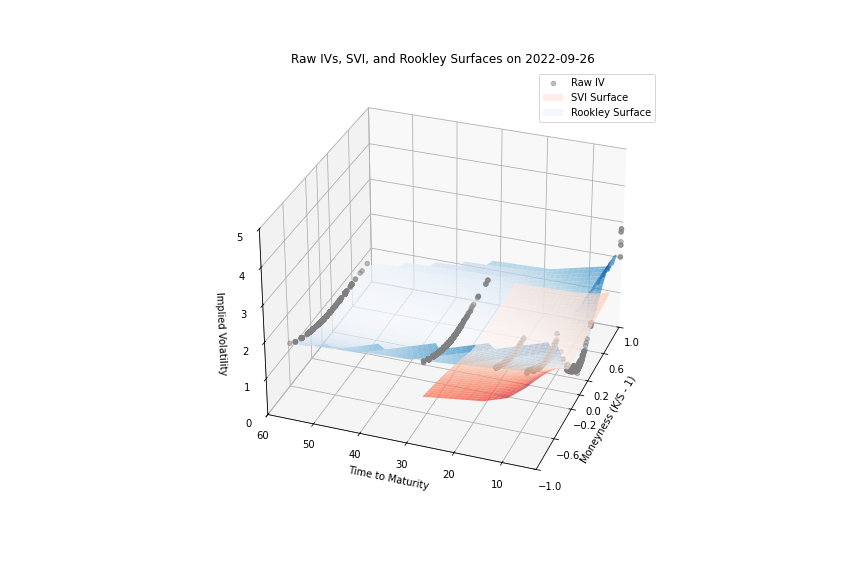 Raw IVs, SVI, and Rookley Surfaces on 2022-09-26
Raw IV
SVI Surface
Rookley Surface
5
4
3
2
1
0
Implied Volatility
60
50
40
30
20
10
Time to Maturity
1.0
0.6
0.2
0.0
−0.2
−0.6
−1.0
Moneyness (K/S - 1)